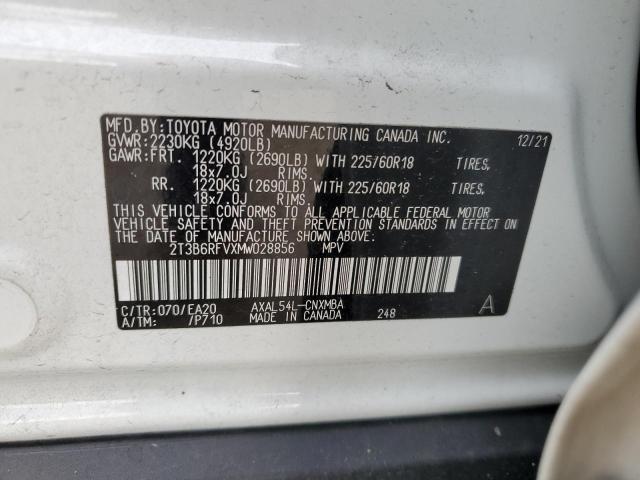 MFD.BY:TOYOTA MOTOR MANUFACTURING CANADA INC. 12/21
GVWR:2230KG (4920LB)
GAWR:FRT. 1220KG (2690LB) WITH 225/60R18 TIRES,
18x7.0J RIMS.
RR. 1220KG (2690LB) WITH 225/60R18 TIRES,
18x7.0J RIMS.
THIS VEHICLE CONFORMS TO ALL APPLICABLE FEDERAL MOTOR
VEHICLE SAFETY, BUMPER, AND THEFT PREVENTION STANDARDS IN EFFECT ON
THE DATE OF MANUFACTURE SHOWN ABOVE.
2T3B6RFVXMW028856 MPV
C/TR:070/EA20 AXAL54L-CNXMBA
A/TM: /P710 MADE IN CANADA 248 A